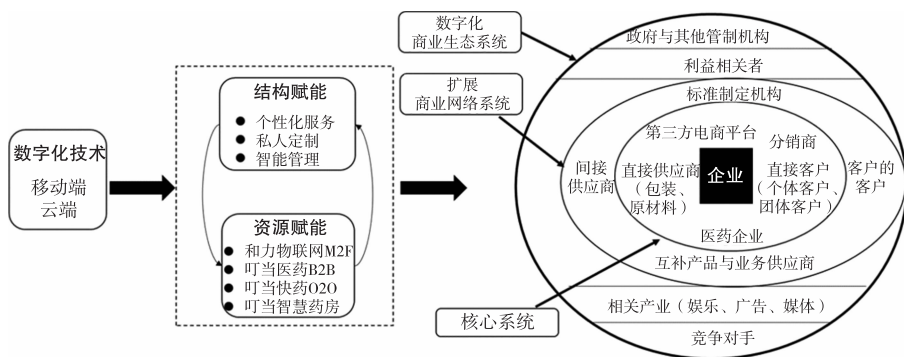 数字化技术
移动端
云端
结构赋能
● 个性化服务
● 私人定制
● 智能管理
资源赋能
● 和力物联网M2F
● 叮当医药B2B
● 叮当快药O2O
● 叮当智慧药房
数字化
商业生态系统
扩展
商业网络系统
核心系统
政府与其他管制机构
利益相关者
标准制定机构
第三方电商平台
分销商
间接
供应商
直接供应商
（包装、
原材料）
企业
直接客户
（个体客户、
团体客户）
客户的
客户
医药企业
互补产品与业务供应商
相关产业（娱乐、广告、媒体）
竞争对手